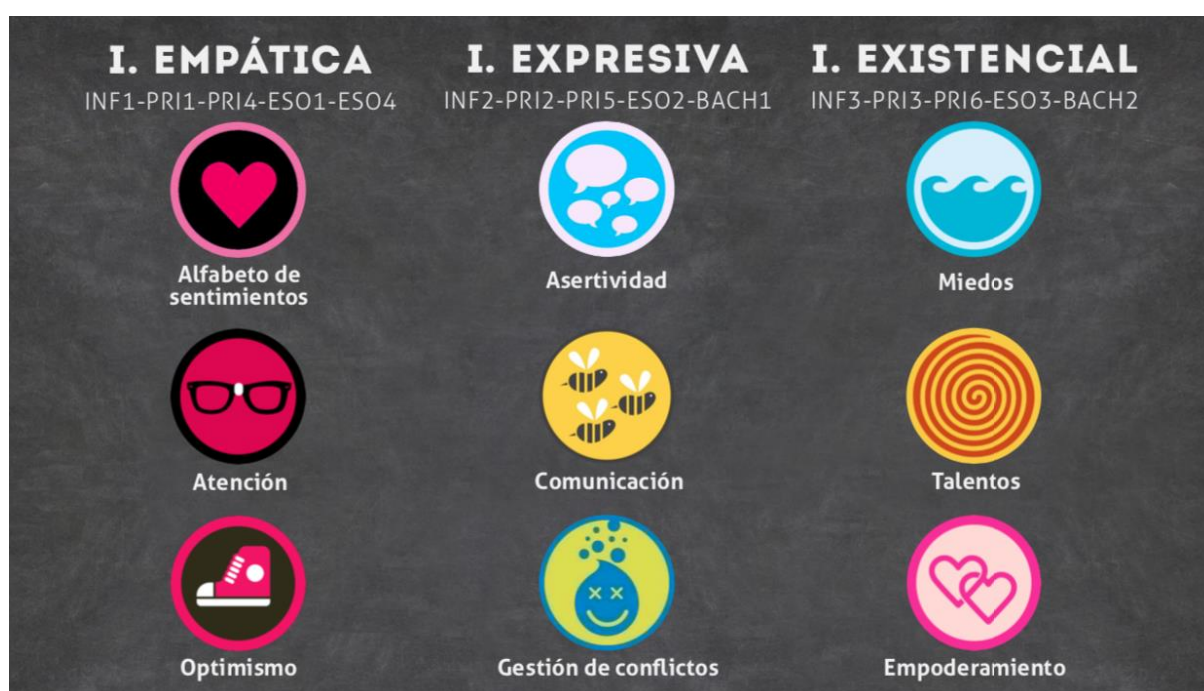 I. EMPÁTICA
INF1-PRI1-PRI4-ESO1-ESO4
Alfabeto de
sentimientos
Atención
Optimismo
I. EXPRESIVA
INF2-PRI2-PRI5-ESO2-BACH1
Asertividad
Comunicación
Gestión de conflictos
I. EXISTENCIAL
INF3-PRI3-PRI6-ESO3-BACH2
Miedos
Talentos
Empoderamiento